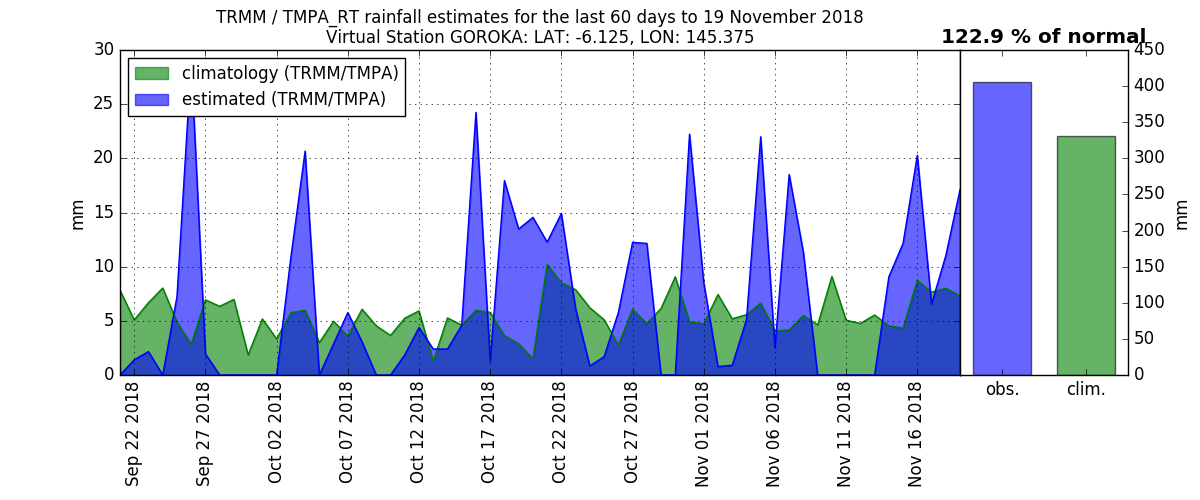 TRMM / TMPA_RT rainfall estimates for the last 60 days to 19 November 2018
Virtual Station GOROKA: LAT: -6.125, LON: 145.375
122.9 % of normal
climatology (TRMM/TMPA)
estimated (TRMM/TMPA)
30
25
20
15
10
5
0
mm
Sep 22 2018
Sep 27 2018
Oct 02 2018
Oct 07 2018
Oct 12 2018
Oct 17 2018
Oct 22 2018
Oct 27 2018
Nov 01 2018
Nov 06 2018
Nov 11 2018
Nov 16 2018
obs.
clim.
450
400
350
300
250
200
150
100
50
0
mm